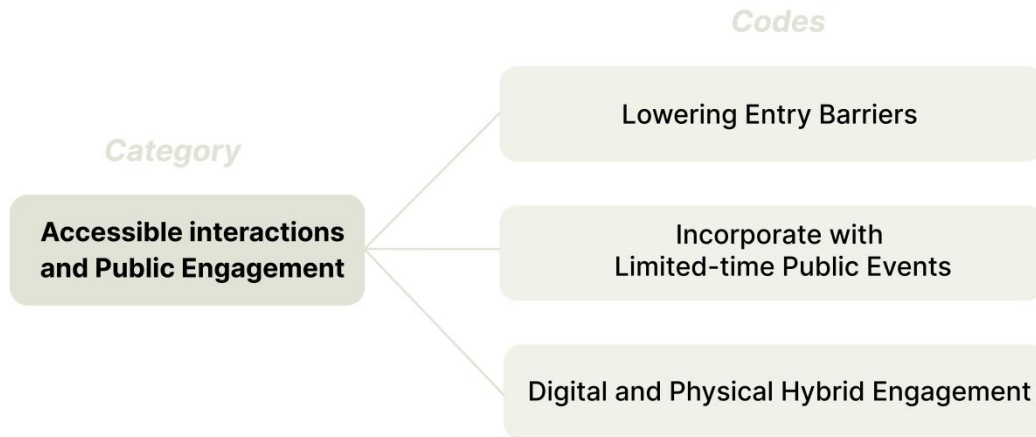 Codes
Lowering Entry Barriers
Category
Accessible interactions
and Public Engagement
Incorporate with
Limited-time Public Events
Digital and Physical Hybrid Engagement